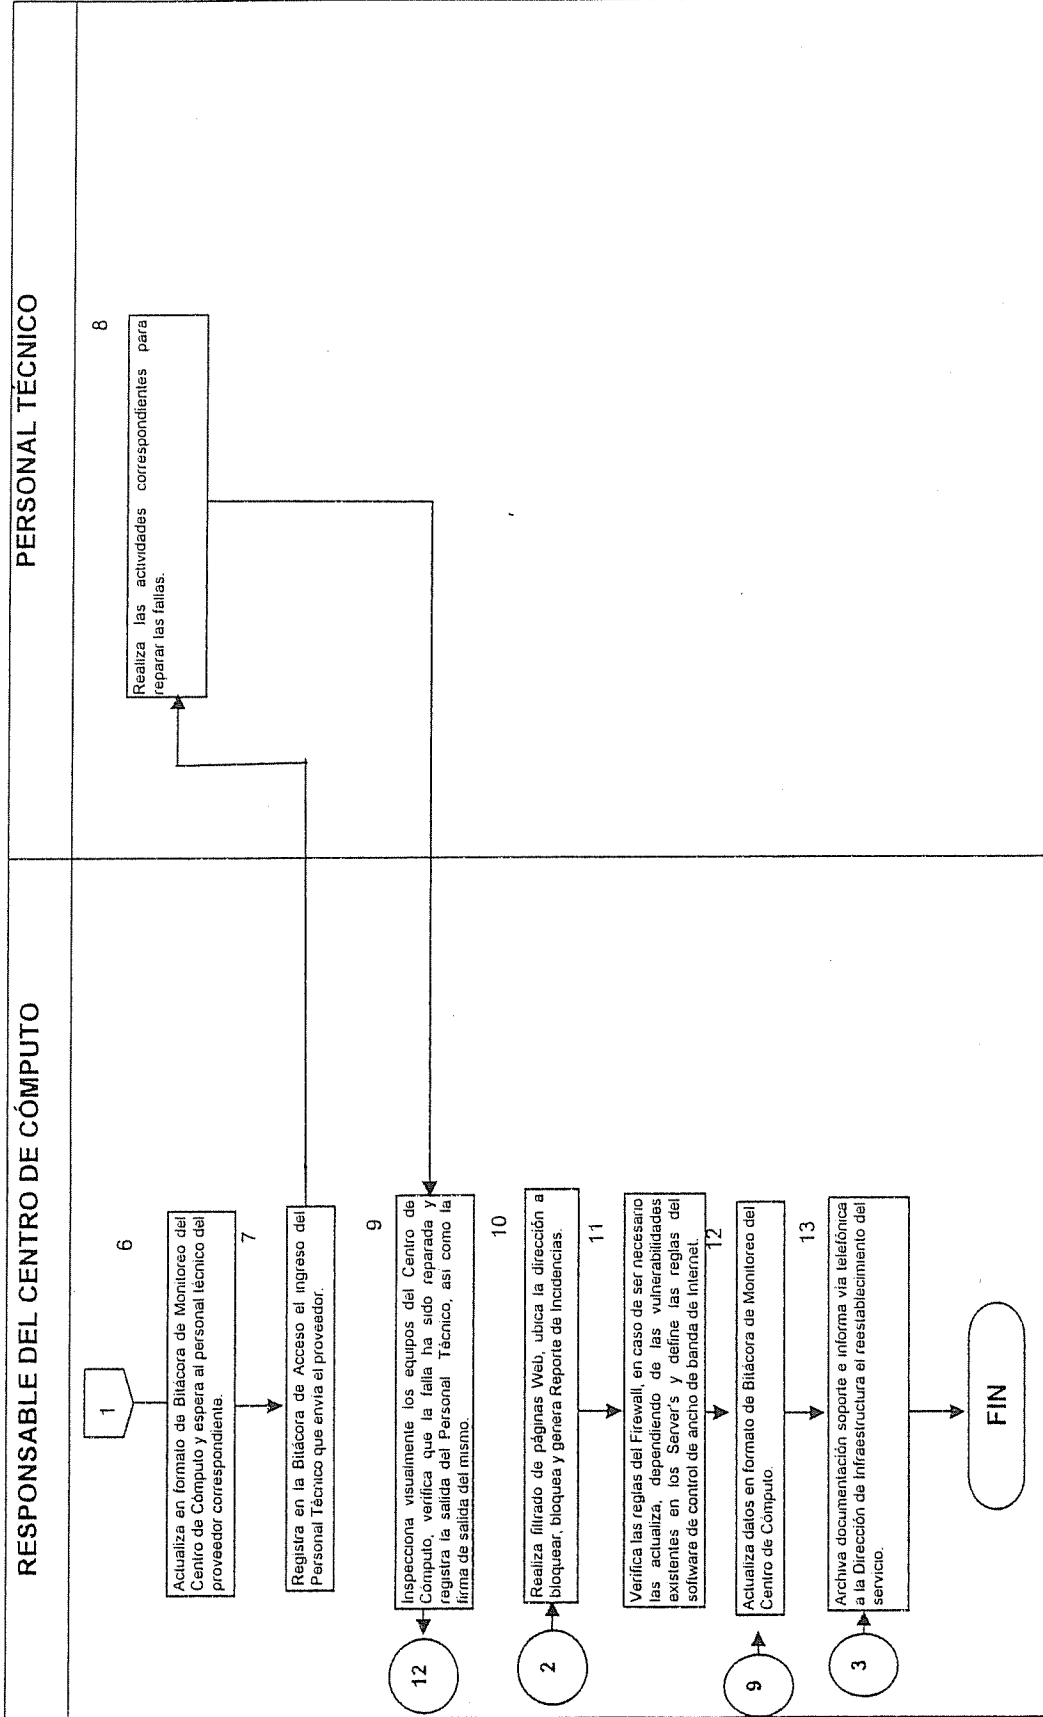 RESPONSABLE DEL CENTRO DE CÓMPUTO
PERSONAL TÉCNICO
1
6
Actualiza en formato de Bitácora de Monitoreo del
Centro de Cómputo y espera al personal técnico del
proveedor correspondiente.
7
Registra en la Bitácora de Acceso el ingreso del
Personal Técnico que envía el proveedor.
8
Realiza las actividades correspondientes para
reparar las fallas.
9
Inspecciona visualmente los equipos del Centro de
Cómputo, verifica que la falla ha sido reparada y
registra la salida del Personal Técnico, así como la
firma de salida del mismo.
12
10
Realiza filtrado de páginas Web, ubica la dirección a
bloquear, bloquea y genera Reporte de Incidencias.
2
11
Verifica las reglas del Firewall, en caso de ser necesario
las actualiza, dependiendo de las vulnerabilidades
existentes en los Server's y define las reglas del
software de control de ancho de banda de Internet.
12
Actualiza datos en formato de Bitácora de Monitoreo del
Centro de Cómputo.
9
13
Archiva documentación soporte e informa vía telefónica
a la Dirección de Infraestructura el reestablecimiento del
servicio.
3
FIN